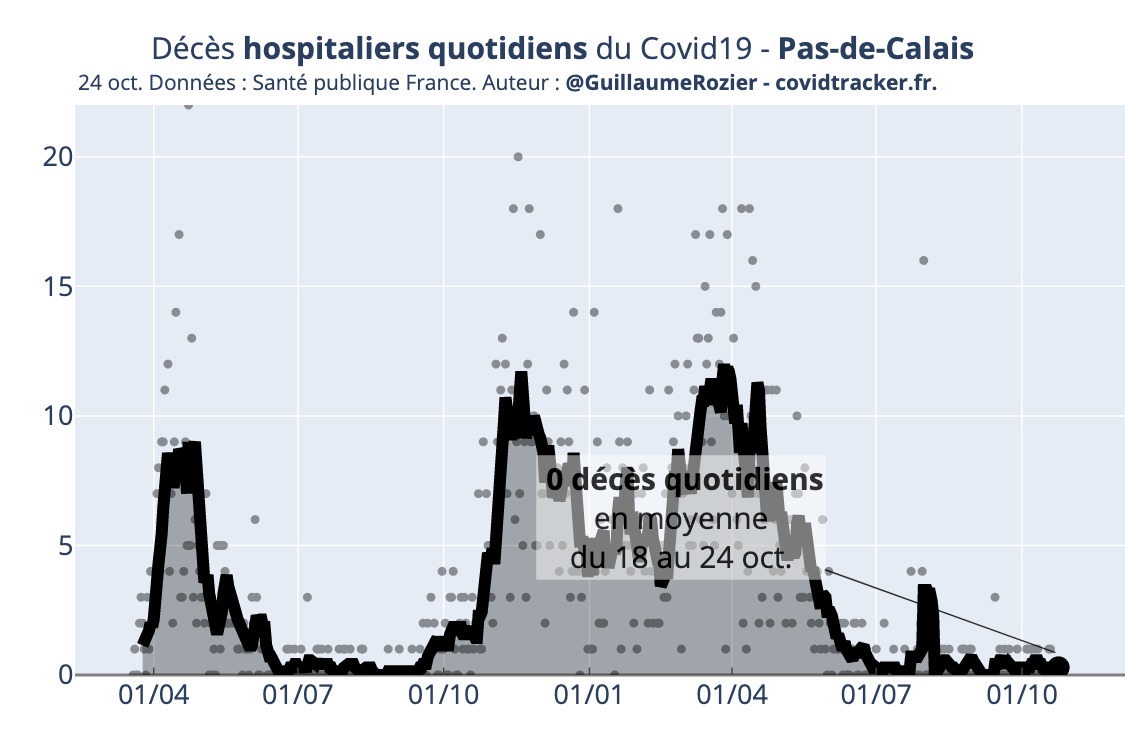 Décès hospitaliers quotidiens du Covid19 - Pas-de-Calais
24 oct. Données : Santé publique France. Auteur : @GuillaumeRozier - covidtracker.fr.
20
15
10
5
0
0 décès quotidiens
en moyenne
du 18 au 24 oct.
01/04
01/07
01/10
01/01
01/04
01/07
01/10